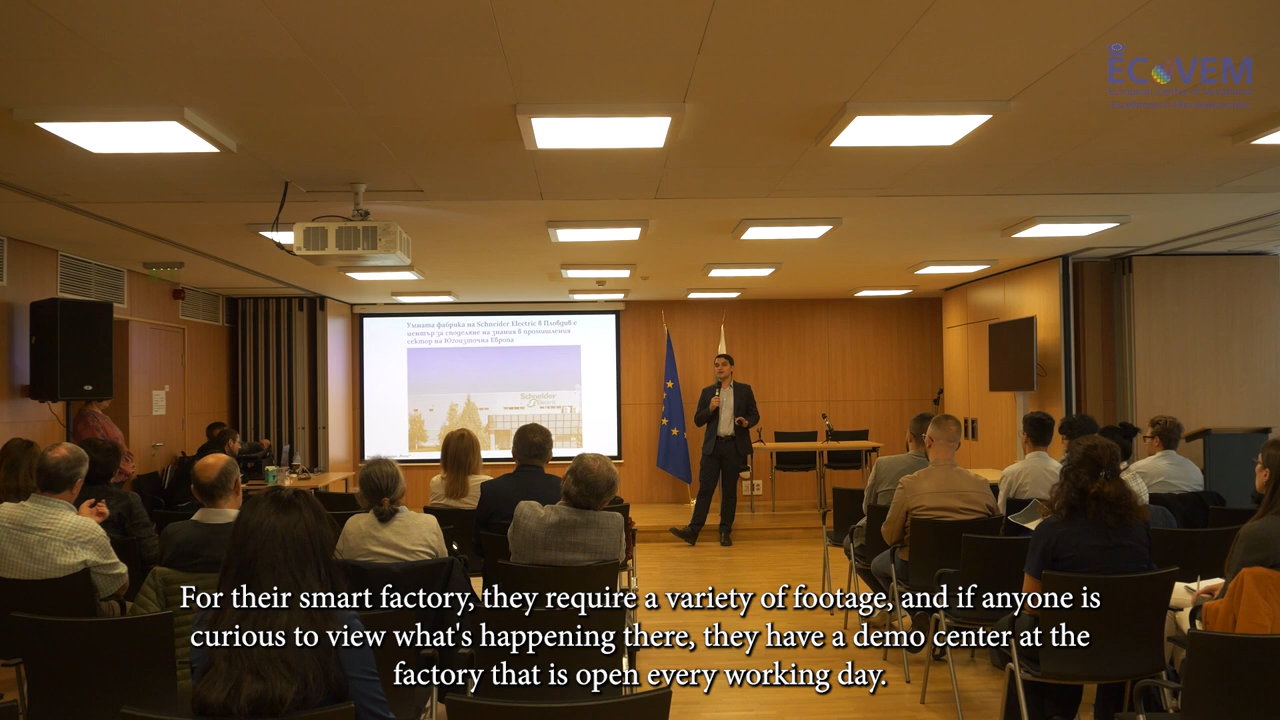 ECOVEM
Умната фабрика на Schneider Electric в Пловдив е
център за споделяне на знания в промишления
сектор на Югоизточна Европа
Schneider
Electric
For their smart factory, they require a variety of footage, and if anyone is
curious to view what's happening there, they have a demo center at the
factory that is open every working day.